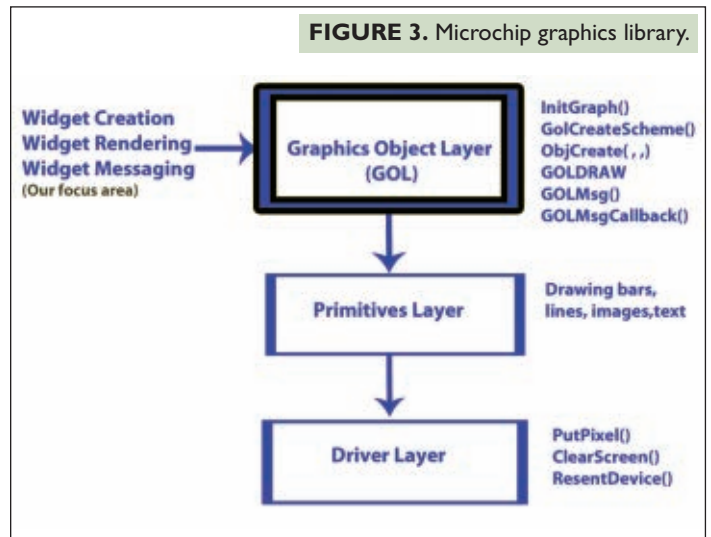 FIGURE 3. Microchip graphics library.
Widget Creation
Widget Rendering
Widget Messaging
(Our focus area)
Graphics Object Layer
(GOL)
InitGraph()
GolCreateScheme()
ObjCreate( , ,)
GOLDRAW
GOLMsg()
GOLMsgCallback()
Primitives Layer
Drawing bars,
lines, images,text
Driver Layer
PutPixel()
ClearScreen()
ResentDevice()